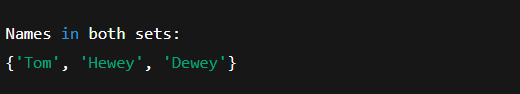 Names in both sets:
{'Tom', 'Hewey', 'Dewey'}